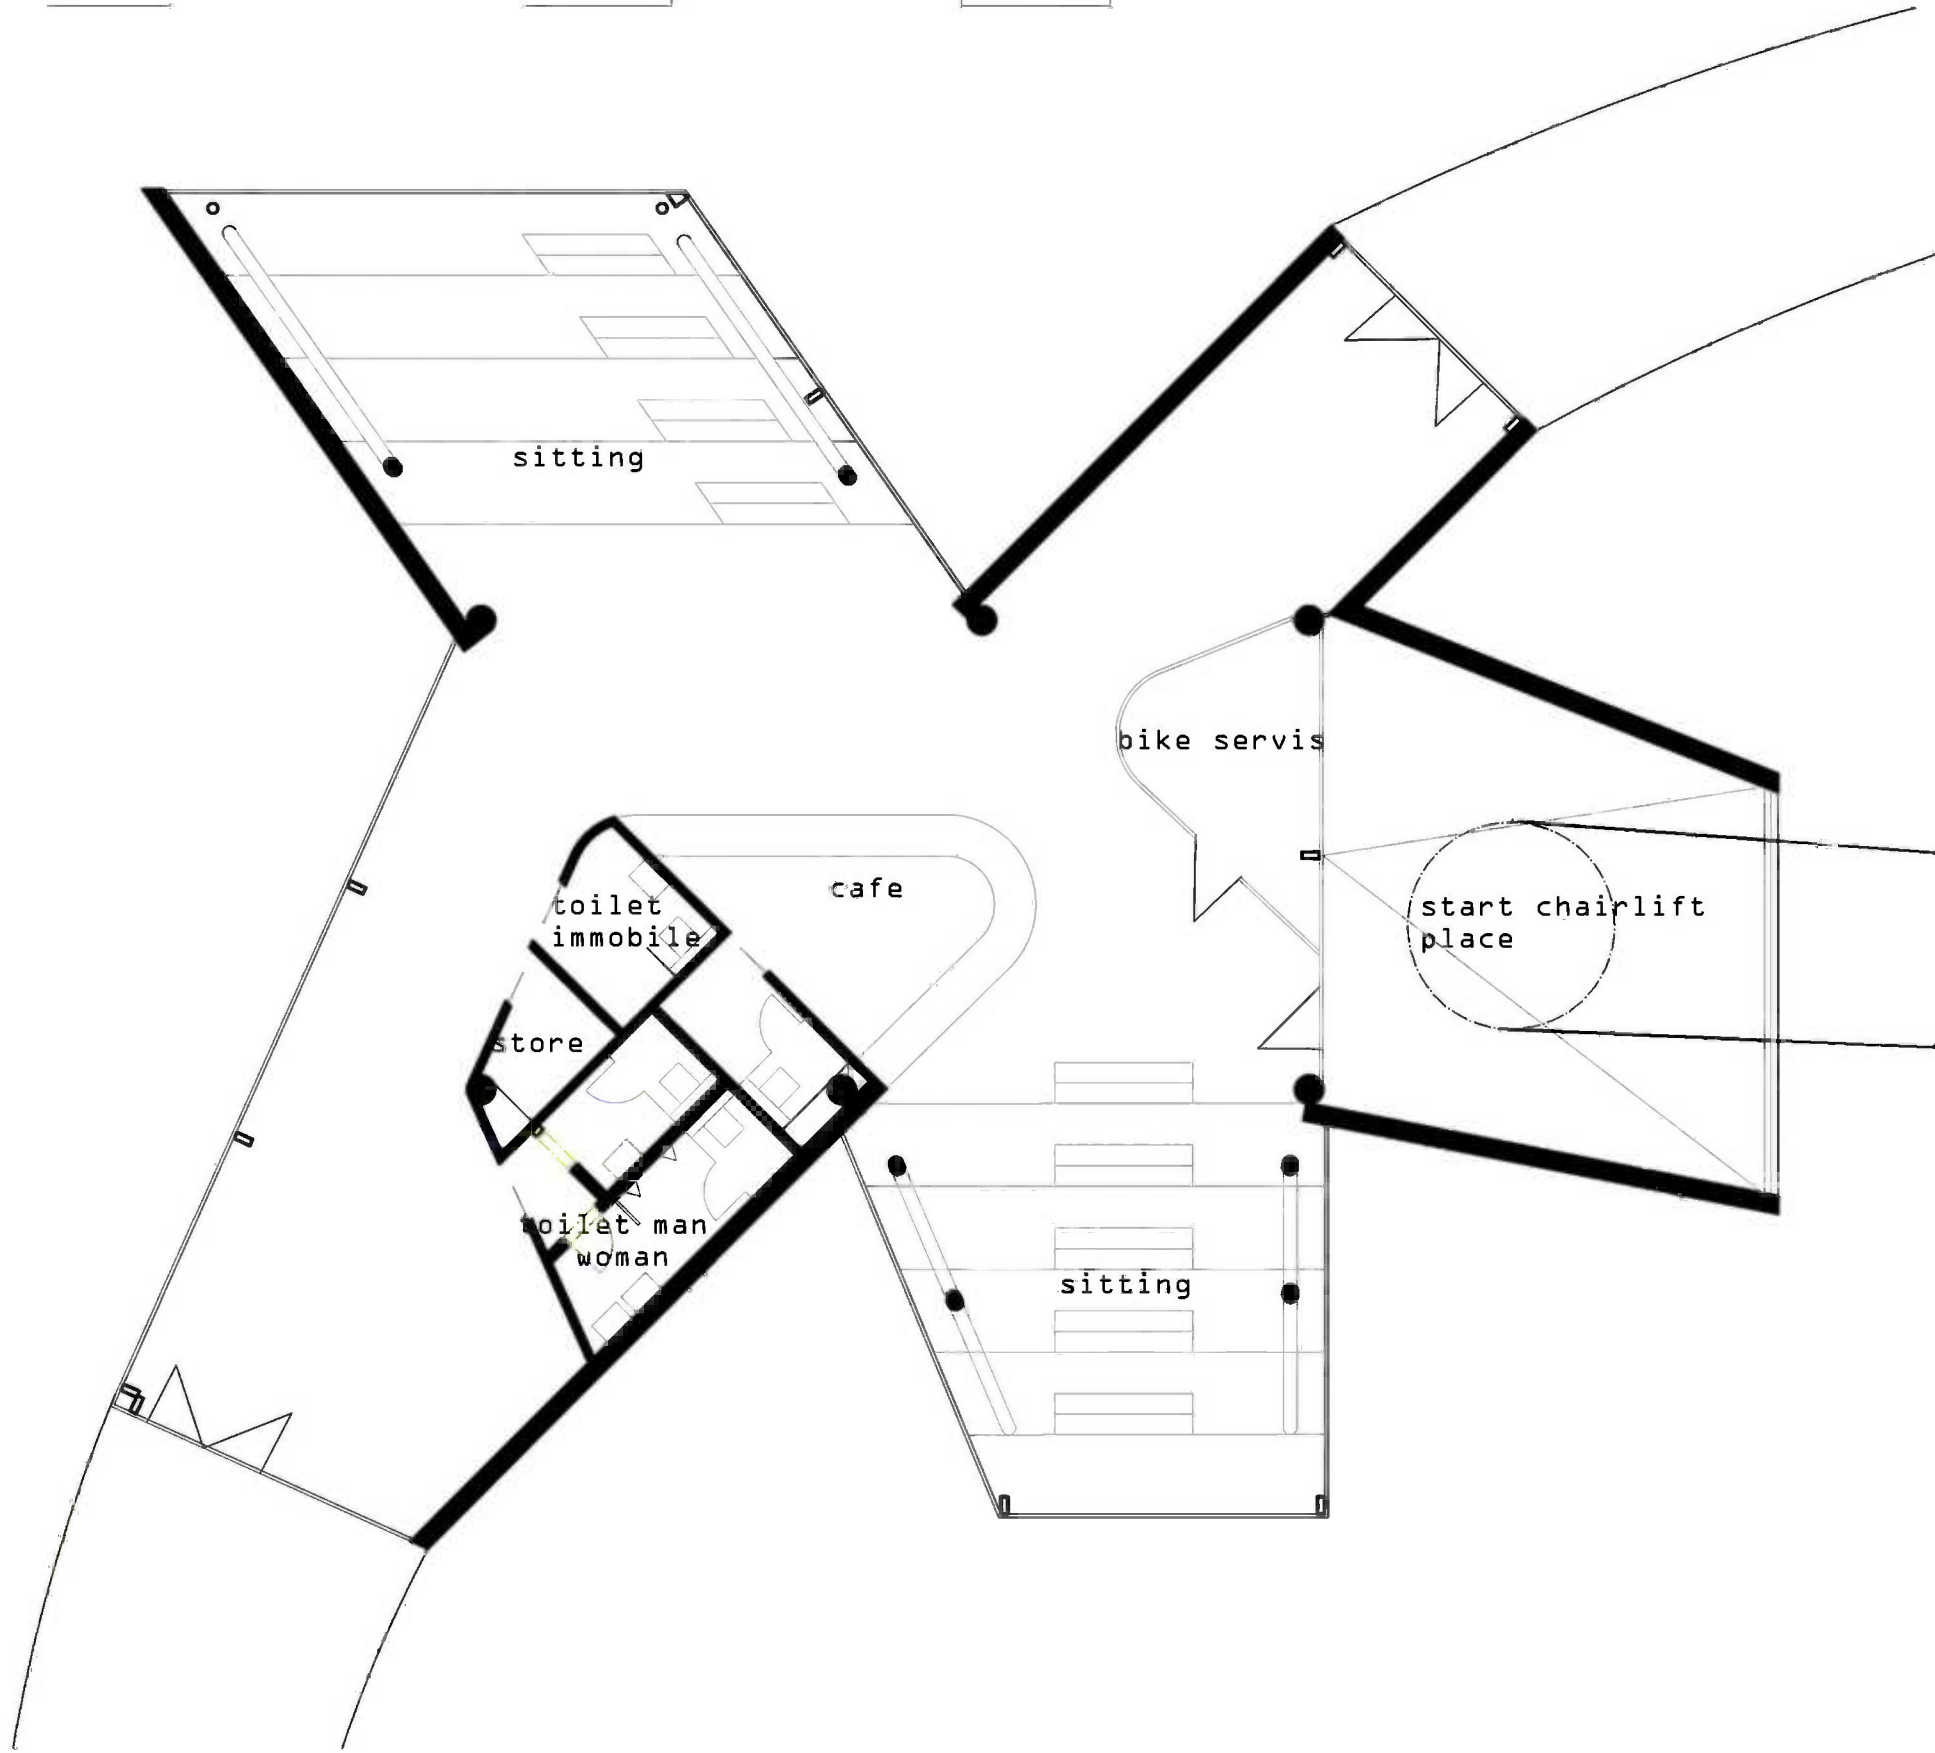 sitting
bike servis
cafe
toilet
immobile
start chairlift
place
store
toilet man
woman
sitting